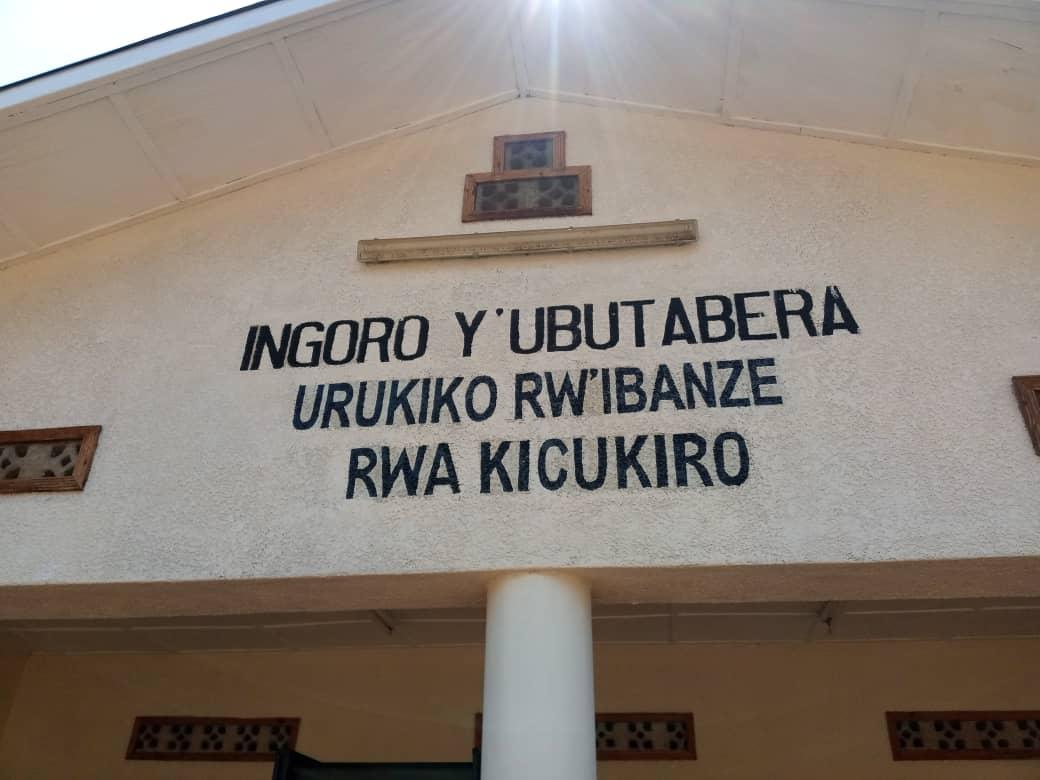 INGORO Y'UBUTABERA
URUKIKO RW'IBANZE
RWA KICUKIRO